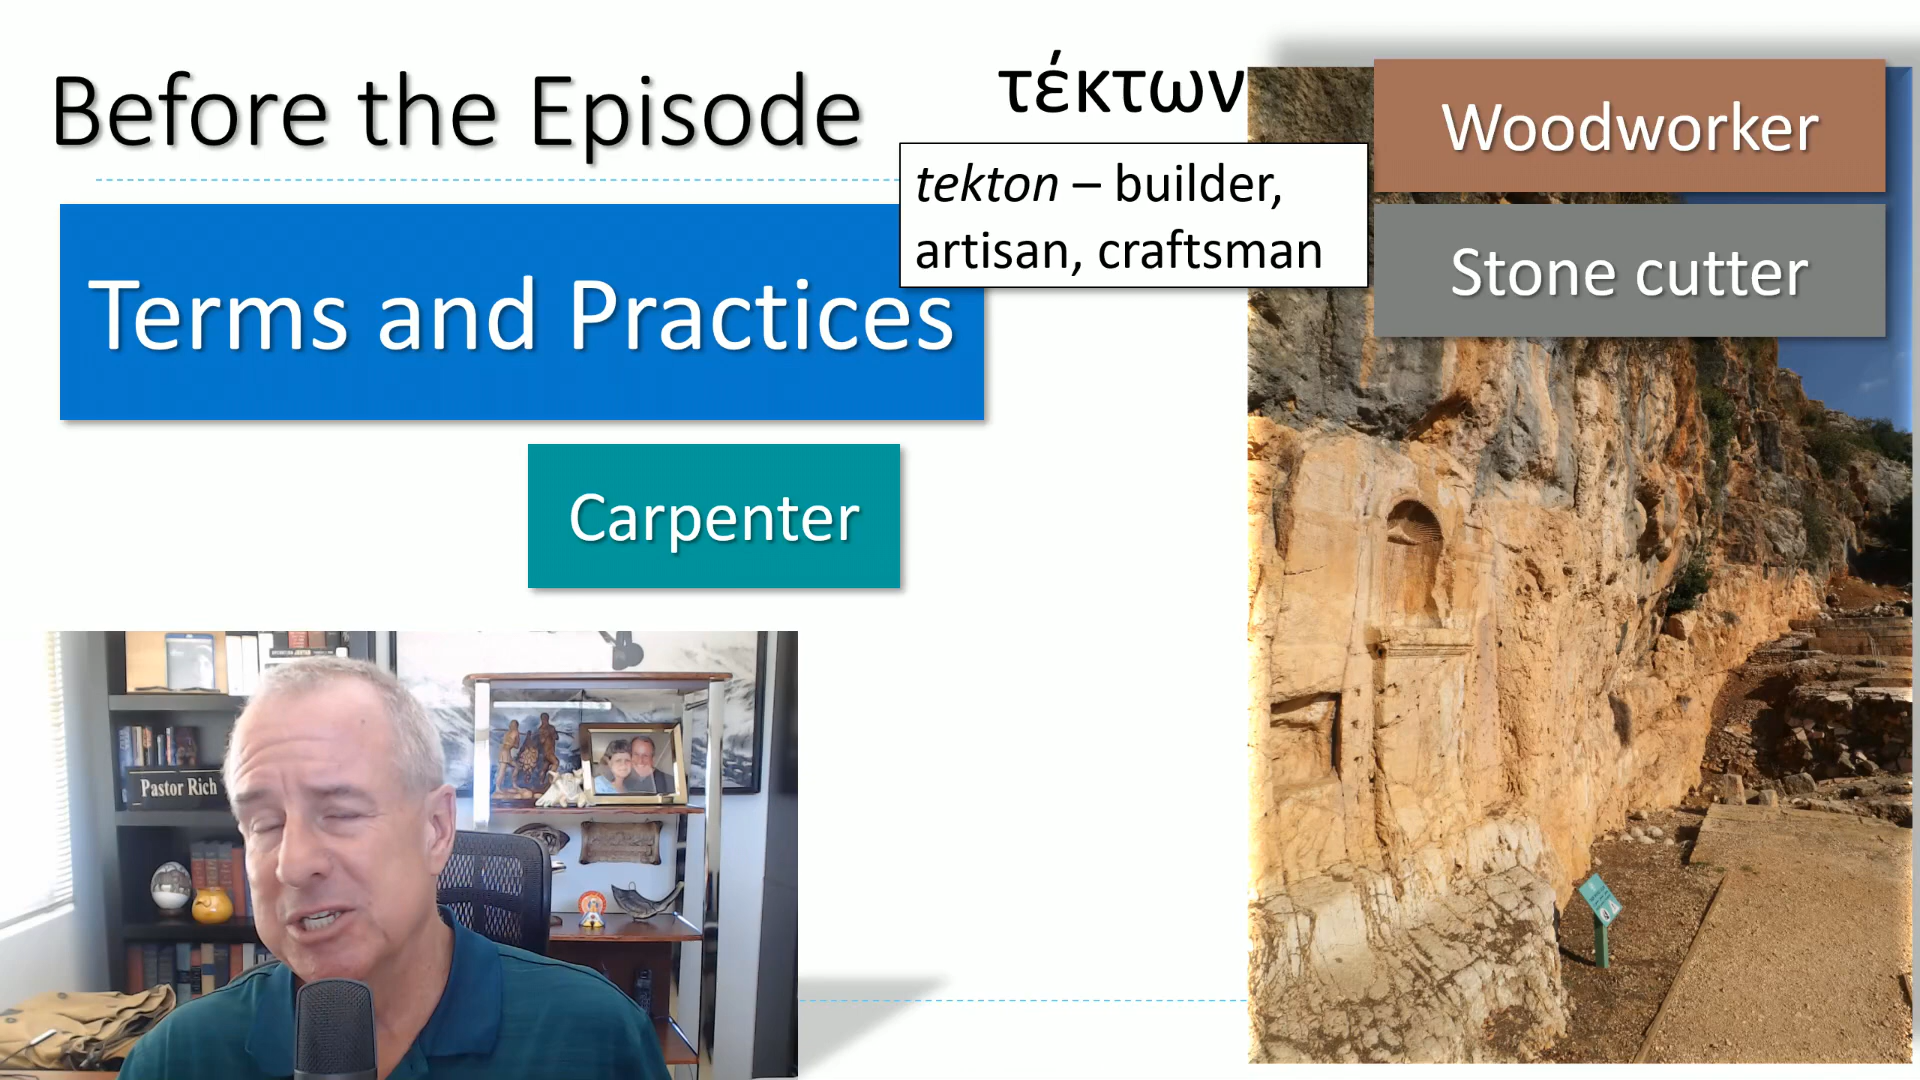 Before the Episode
τέκτων
tekton – builder,
artisan, craftsman
Woodworker
Stone cutter
Terms and Practices
Carpenter
Pastor Rich